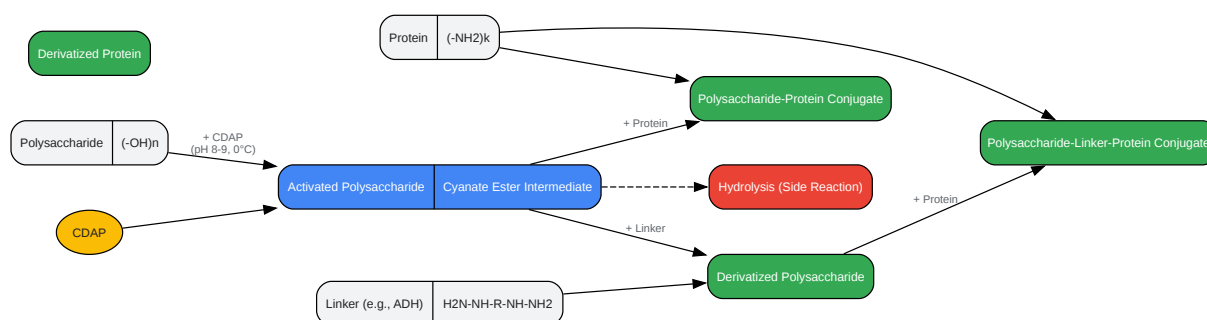 Derivatized Protein
Protein (-NH2)k
Polysaccharide-Protein Conjugate
+ Protein
Polysaccharide (-OH)n
+ CDAP
(pH 8-9, 0°C)
Polysaccharide-Linker-Protein Conjugate
Activated Polysaccharide Cyanate Ester Intermediate
Hydrolysis (Side Reaction)
+ Protein
CDAP
+ Linker
Derivatized Polysaccharide
Linker (e.g., ADH) H2N-NH-R-NH-NH2